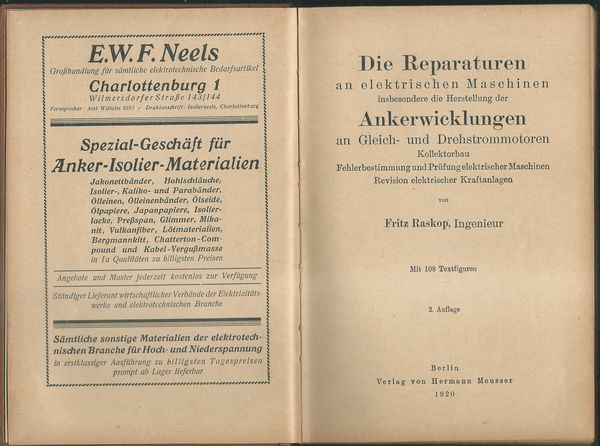 E.W.F. Neels
Großhandlung für sämtliche elektrotechnische Bedarfsartikel
Charlottenburg 1
Wilmersdorfer Straße 143/144
Fernsprecher: Amt Wilhelm 6293 / Drahtanschrift: Isolierneels, Charlottenburg
Spezial-Geschäft für
Anker-Isolier-Materialien
Jakonettbänder, Hohlschläuche,
Isolier-, Kaliko- und Parabänder,
Ölleinen, Ölleinenbänder, Ölseide,
Ölpapiere, Japanpapiere, Isolier-
lacke, Preßspan, Glimmer, Mika-
nit, Vulkanfiber, Lötmaterialien,
Bergmannkitt, Chatterton-Com-
pound und Kabel-Vergußmasse
in Ia Qualitäten zu billigsten Preisen
Angebote und Muster jederzeit kostenlos zur Verfügung
Ständiger Lieferant wirtschaftlicher Verbände der Elektrizitäts-
werke und elektrotechnischen Branche
Sämtliche sonstige Materialien der elektrotech-
nischen Branche für Hoch- und Niederspannung
in erstklassiger Ausführung zu billigsten Tagespreisen
prompt ab Lager lieferbar
Die Reparaturen
an elektrischen Maschinen
insbesondere die Herstellung der
Ankerwicklungen
an Gleich- und Drehstrommotoren
Kollektorbau
Fehlerbestimmung und Prüfung elektrischer Maschinen
Revision elektrischer Kraftanlagen
von
Fritz Raskop, Ingenieur
Mit 108 Textfiguren
2. Auflage
Berlin
Verlag von Hermann Meusser
1920